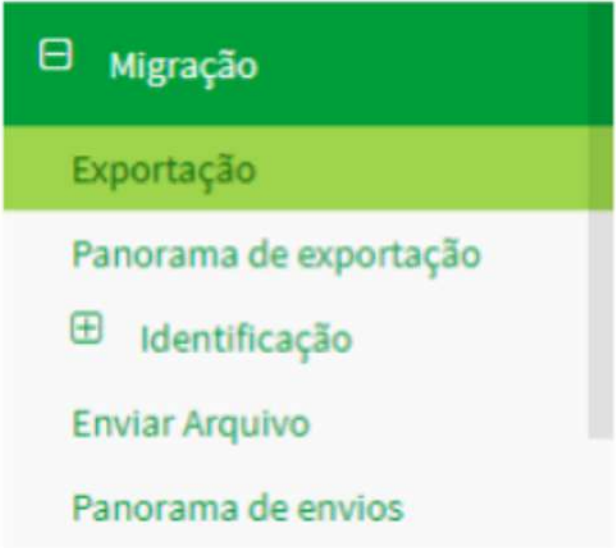 Migração
Exportação
Panorama de exportação
Identificação
Enviar Arquivo
Panorama de envios